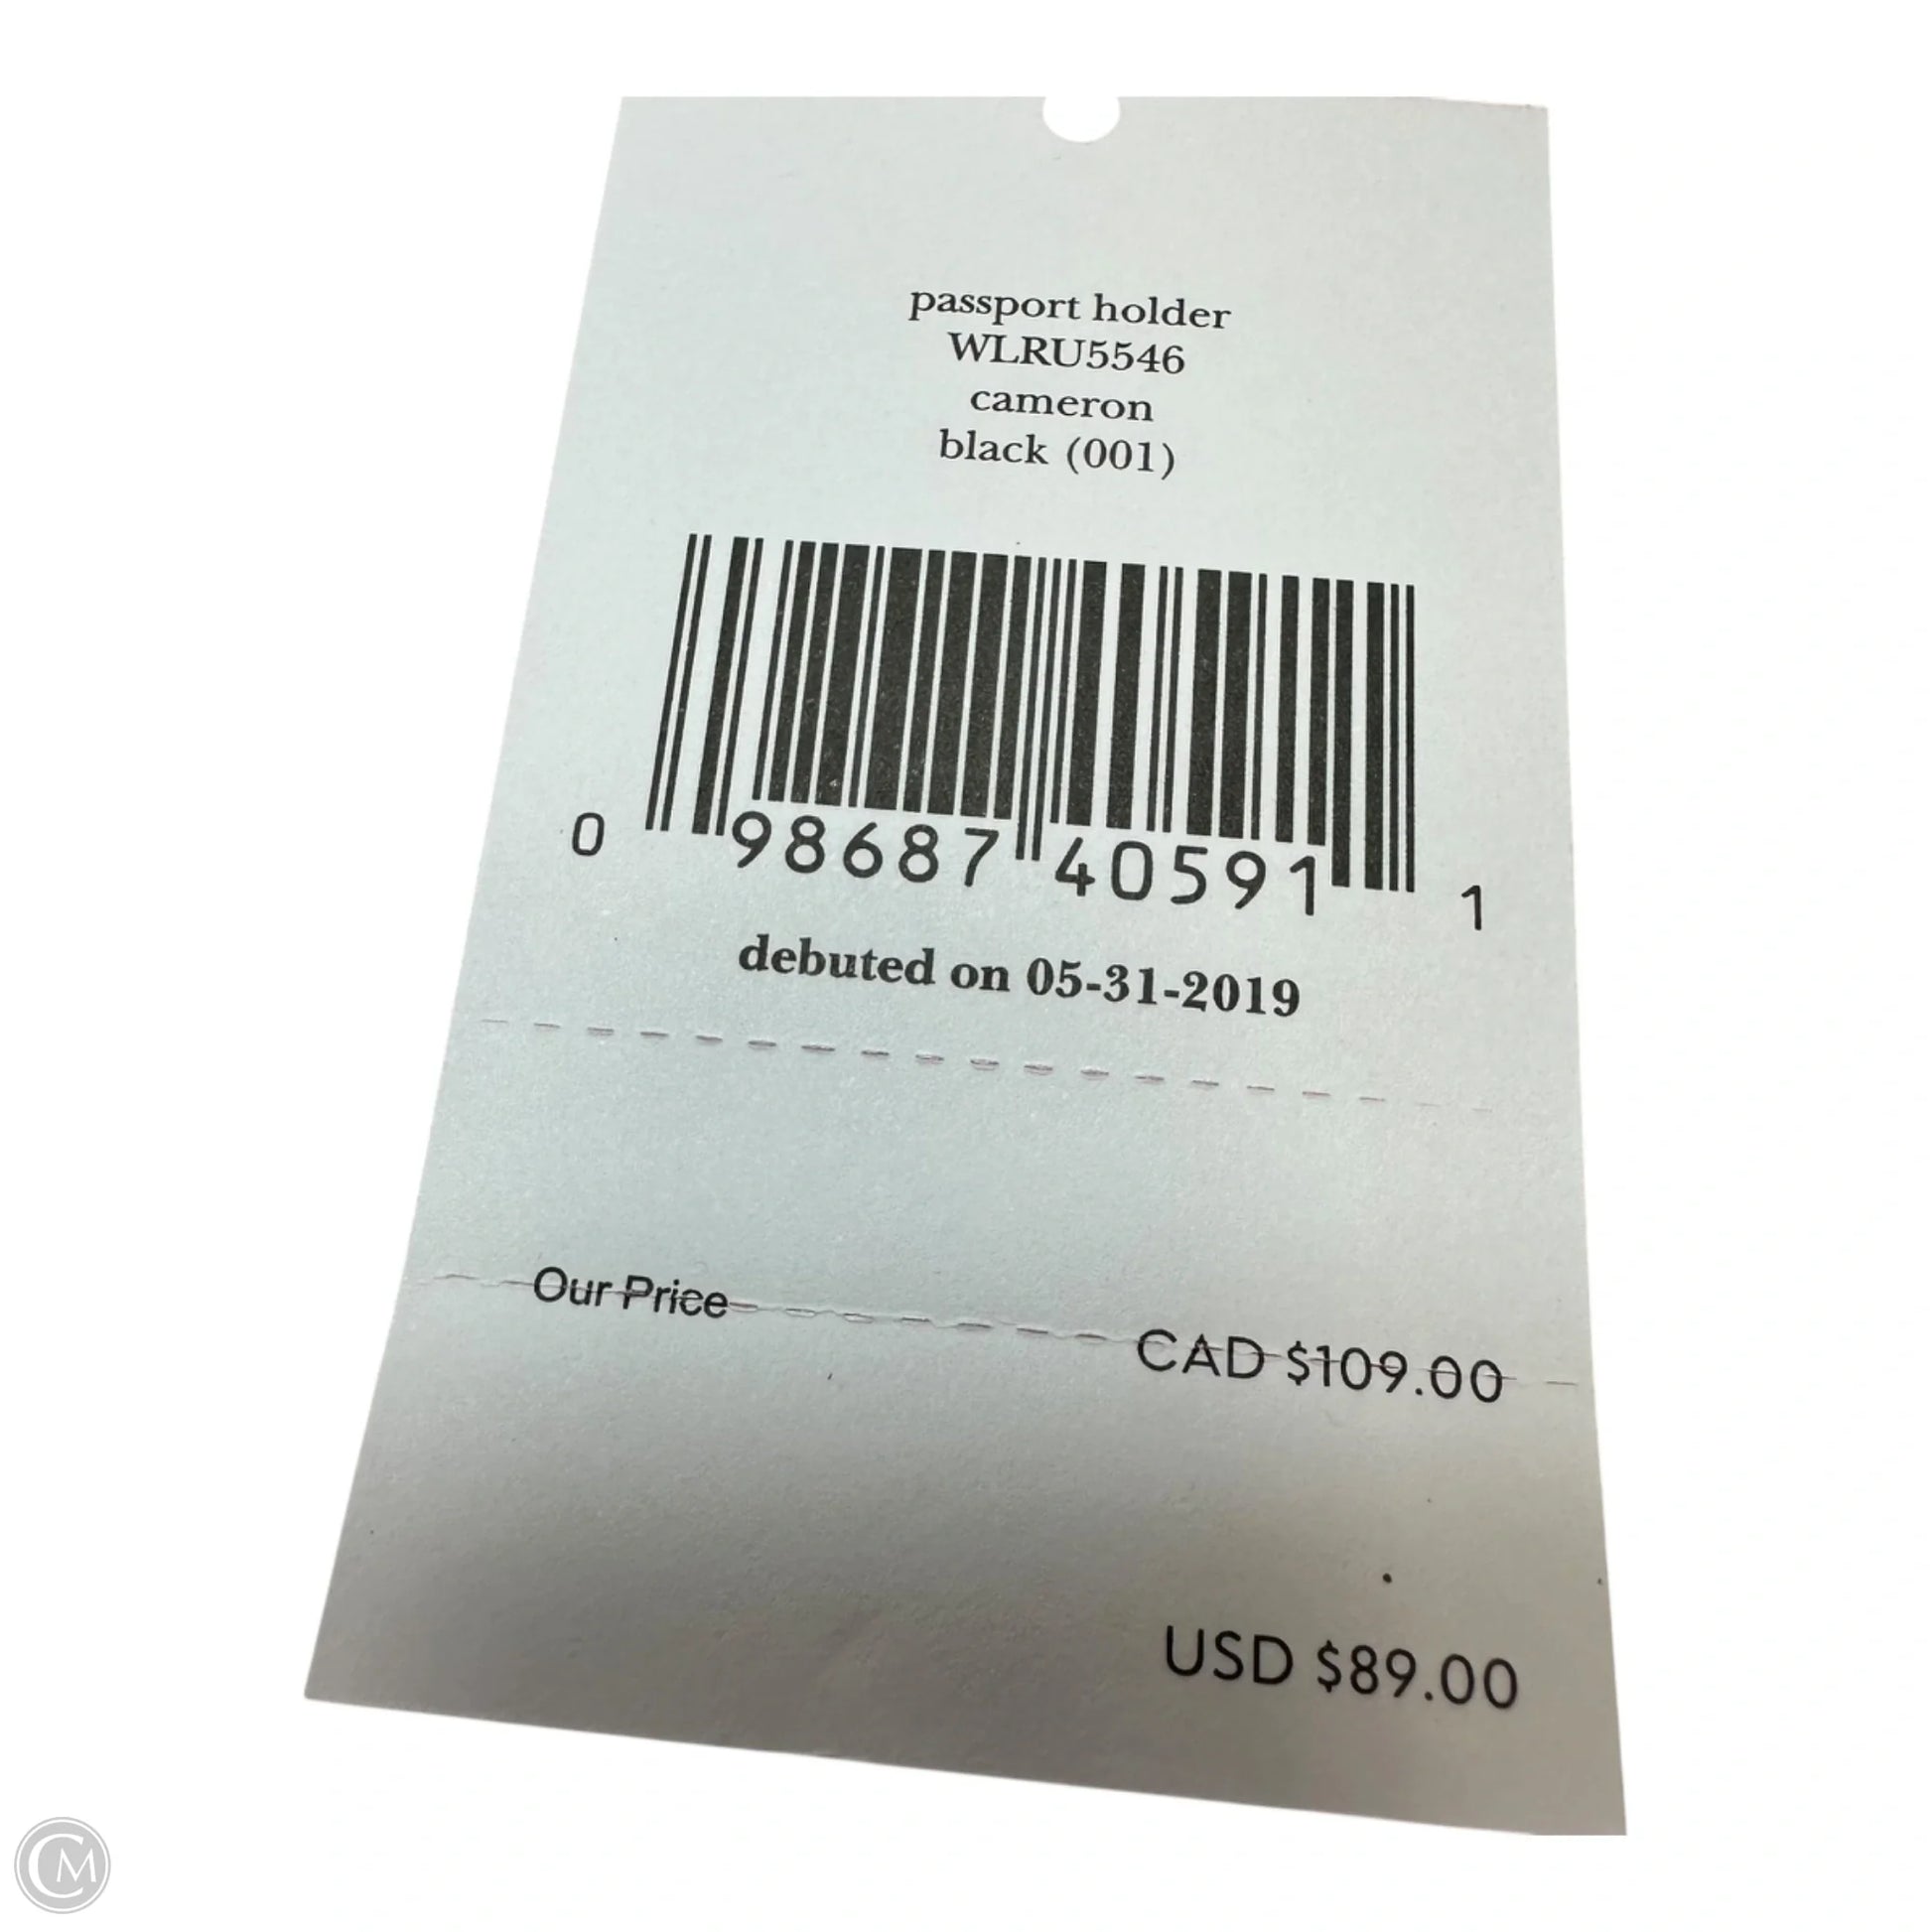 passport holder
WLRU5546
cameron
black (001)
0 98687 40591 1
debuted on 05-31-2019
Our Price
CAD $109.00
USD $89.00
CM